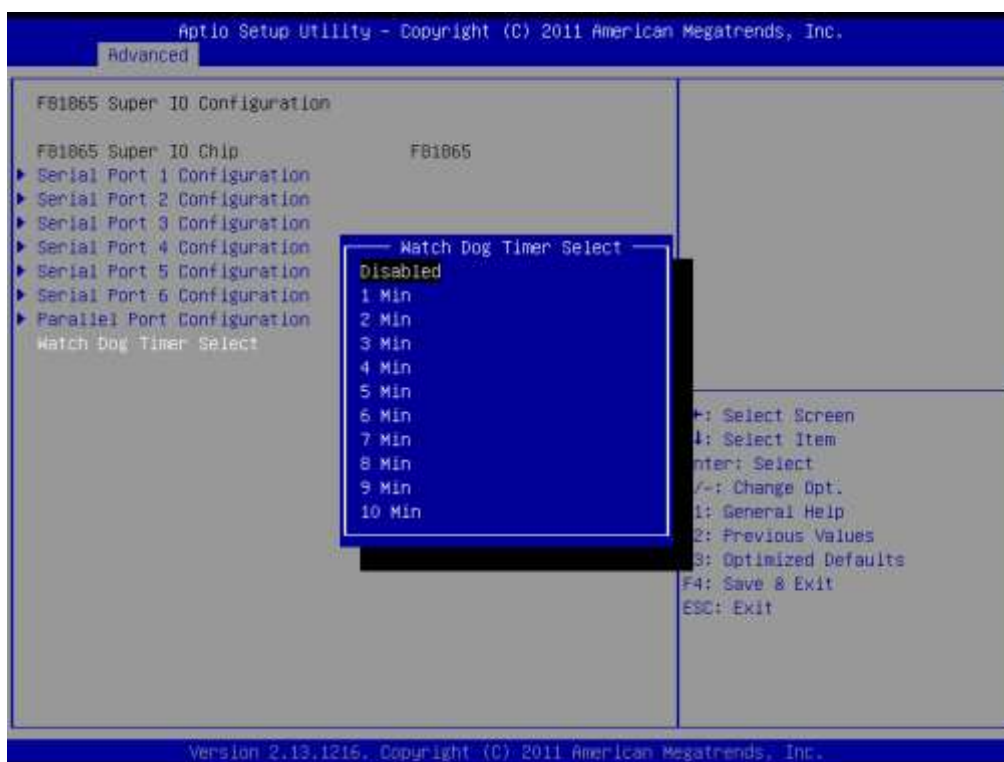 Aptio Setup Utility - Copyright (C) 2011 American Megatrends, Inc.
Advanced
F81865 Super IO Configuration
F81865 Super IO Chip F81865
Serial Port 1 Configuration
Serial Port 2 Configuration
Serial Port 3 Configuration
Serial Port 4 Configuration
Serial Port 5 Configuration
Serial Port 6 Configuration
Parallel Port Configuration
Watch Dog Timer Select
Watch Dog Timer Select
Disabled
1 Min
2 Min
3 Min
4 Min
5 Min
6 Min
7 Min
8 Min
9 Min
10 Min
: Select Screen
: Select Item
nter: Select
/-: Change Opt.
1: General Help
2: Previous Values
3: Optimized Defaults
F4: Save & Exit
ESC: Exit
Version 2.13.1216. Copyright (C) 2011 American Megatrends, Inc.